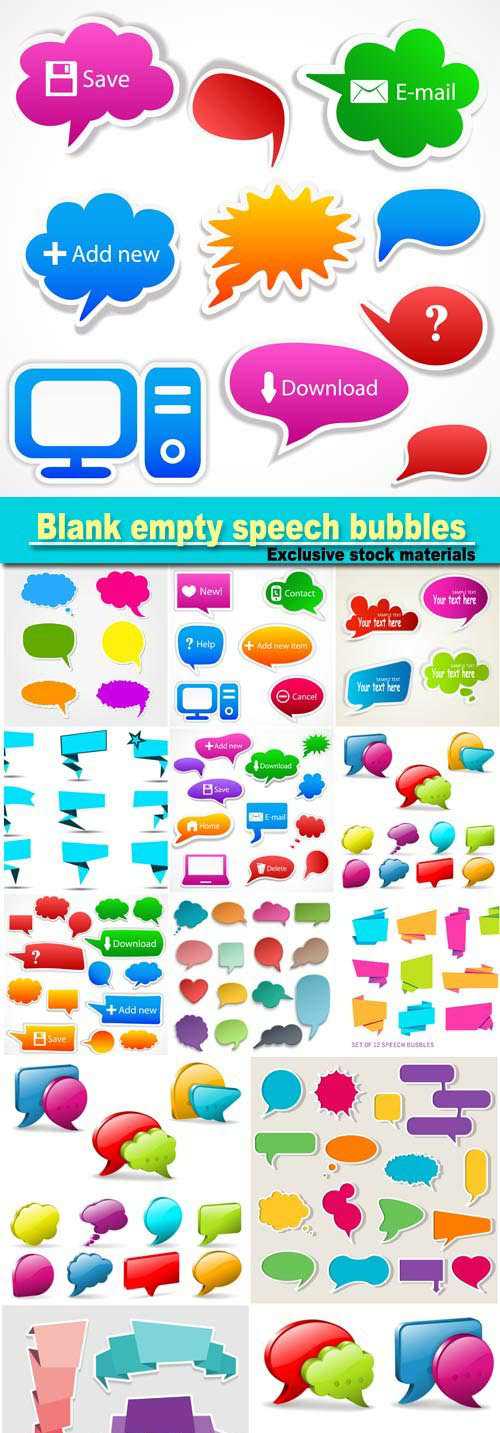 Save
E-mail
+ Add new
?
Download
Blank empty speech bubbles
Exclusive stock materials
New!
Contact
? Help
+ Add new item
Cancel
SAMPLE TEXT
Your text here
SAMPLE TEXT
Your text here
SAMPLE TEXT
Your text here
SAMPLE TEXT
Your text here
+ Add new
Download
Save
E-mail
Home
Delete
Download
?
+ Add new
Save
SET OF 12 SPEECH BUBBLES